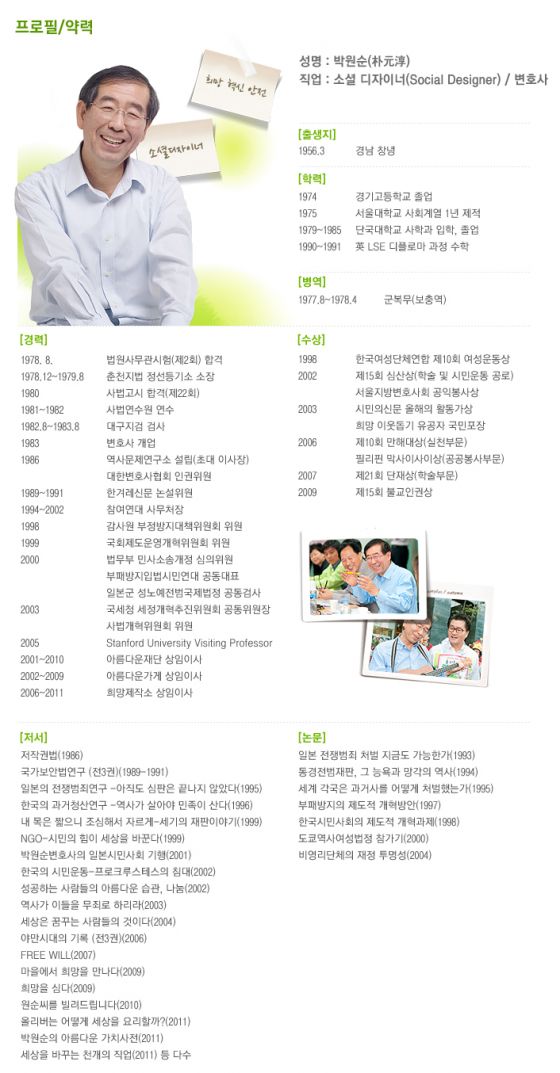 프로필/약력
희망 혁신 안전
소셜디자이너
성명 : 박원순(朴元淳)
직업 : 소셜 디자이너(Social Designer) / 변호사
[출생지]
1956.3 경남 창녕
[학력]
1974 경기고등학교 졸업
1975 서울대학교 사회계열 1년 제적
1979~1985 단국대학교 사학과 입학, 졸업
1990~1991 英 LSE 디플로마 과정 수학
[병역]
1977.8~1978.4 군복무(보충역)
[경력]
1978. 8. 법원사무관시험(제2회) 합격
1978.12~1979.8 춘천지법 정선등기소 소장
1980 사법고시 합격(제22회)
1981~1982 사법연수원 연수
1982.8~1983.8 대구지검 검사
1983 변호사 개업
1986 역사문제연구소 설립(초대 이사장)
대한변호사협회 인권위원
1989~1991 한겨레신문 논설위원
1994~2002 참여연대 사무처장
1998 감사원 부정방지대책위원회 위원
1999 국회제도운영개혁위원회 위원
2000 법무부 민사소송개정 심의위원
부패방지입법시민연대 공동대표
일본군 성노예전범국제법정 공동검사
2003 국세청 세정개혁추진위원회 공동위원장
사법개혁위원회 위원
2005 Stanford University Visiting Professor
2001~2010 아름다운재단 상임이사
2002~2009 아름다운가게 상임이사
2006~2011 희망제작소 상임이사
[수상]
1998 한국여성단체연합 제10회 여성운동상
2002 제15회 심산상(학술 및 시민운동 공로)
서울지방변호사회 공익봉사상
2003 시민의신문 올해의 활동가상
희망 이웃돕기 유공자 국민포장
2006 제10회 만해대상(실천부문)
필리핀 막사이사이상(공공봉사부문)
2007 제21회 단재상(학술부문)
2009 제15회 불교인권상
[저서]
저작권법(1986)
국가보안법연구 (전3권)(1989-1991)
일본의 전쟁범죄연구 -아직도 심판은 끝나지 않았다(1995)
한국의 과거청산연구 -역사가 살아야 민족이 산다(1996)
내 목은 짧으니 조심해서 자르게-세기의 재판이야기(1999)
NGO-시민의 힘이 세상을 바꾼다(1999)
박원순변호사의 일본시민사회 기행(2001)
한국의 시민운동-프로크루스테스의 침대(2002)
성공하는 사람들의 아름다운 습관, 나눔(2002)
역사가 이들을 무죄로 하리라(2003)
세상은 꿈꾸는 사람들의 것이다(2004)
야만시대의 기록 (전3권)(2006)
FREE WILL(2007)
마을에서 희망을 만나다(2009)
희망을 심다(2009)
원순씨를 빌려드립니다(2010)
올리버는 어떻게 세상을 요리할까?(2011)
박원순의 아름다운 가치사전(2011)
세상을 바꾸는 천개의 직업(2011) 등 다수
[논문]
일본 전쟁범죄 처벌 지금도 가능한가(1993)
동경전범재판, 그 능욕과 망각의 역사(1994)
세계 각국은 과거사를 어떻게 처벌했는가(1995)
부패방지의 제도적 개혁방안(1997)
한국시민사회의 제도적 개혁과제(1998)
도쿄역사여성법정 참가기(2000)
비영리단체의 재정 투명성(2004)